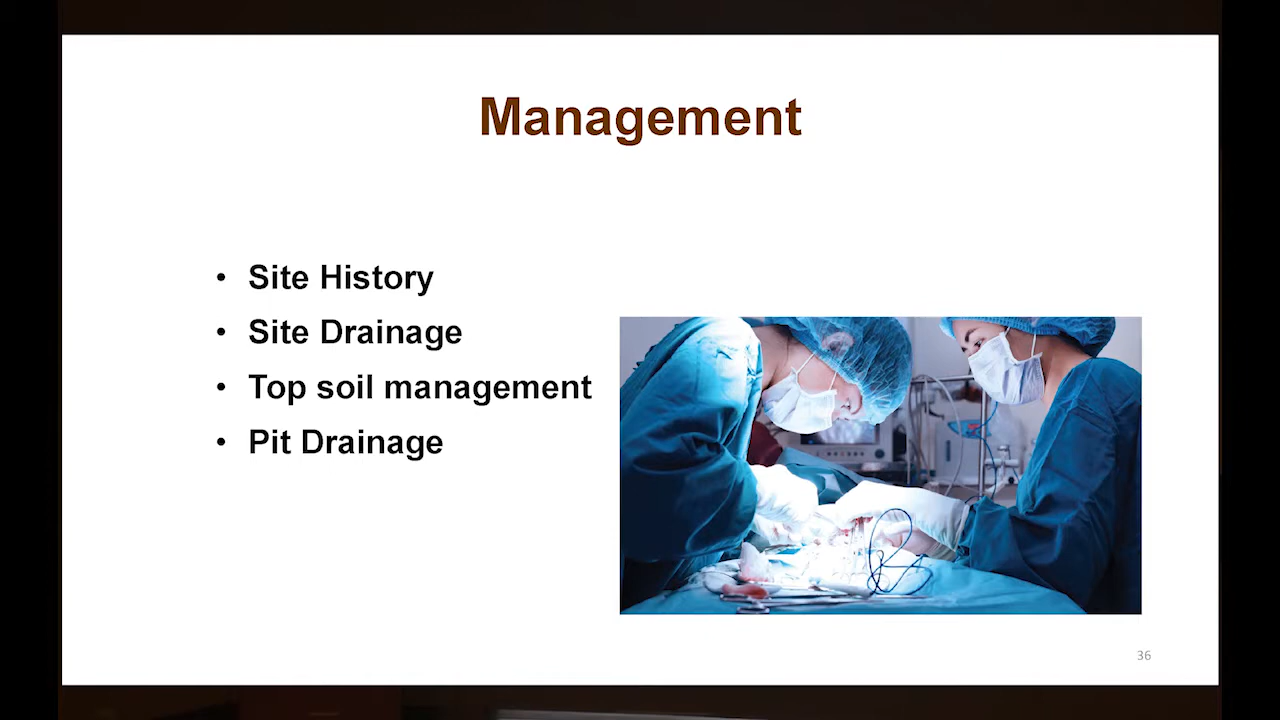 Management
• Site History
• Site Drainage
• Top soil management
• Pit Drainage
36